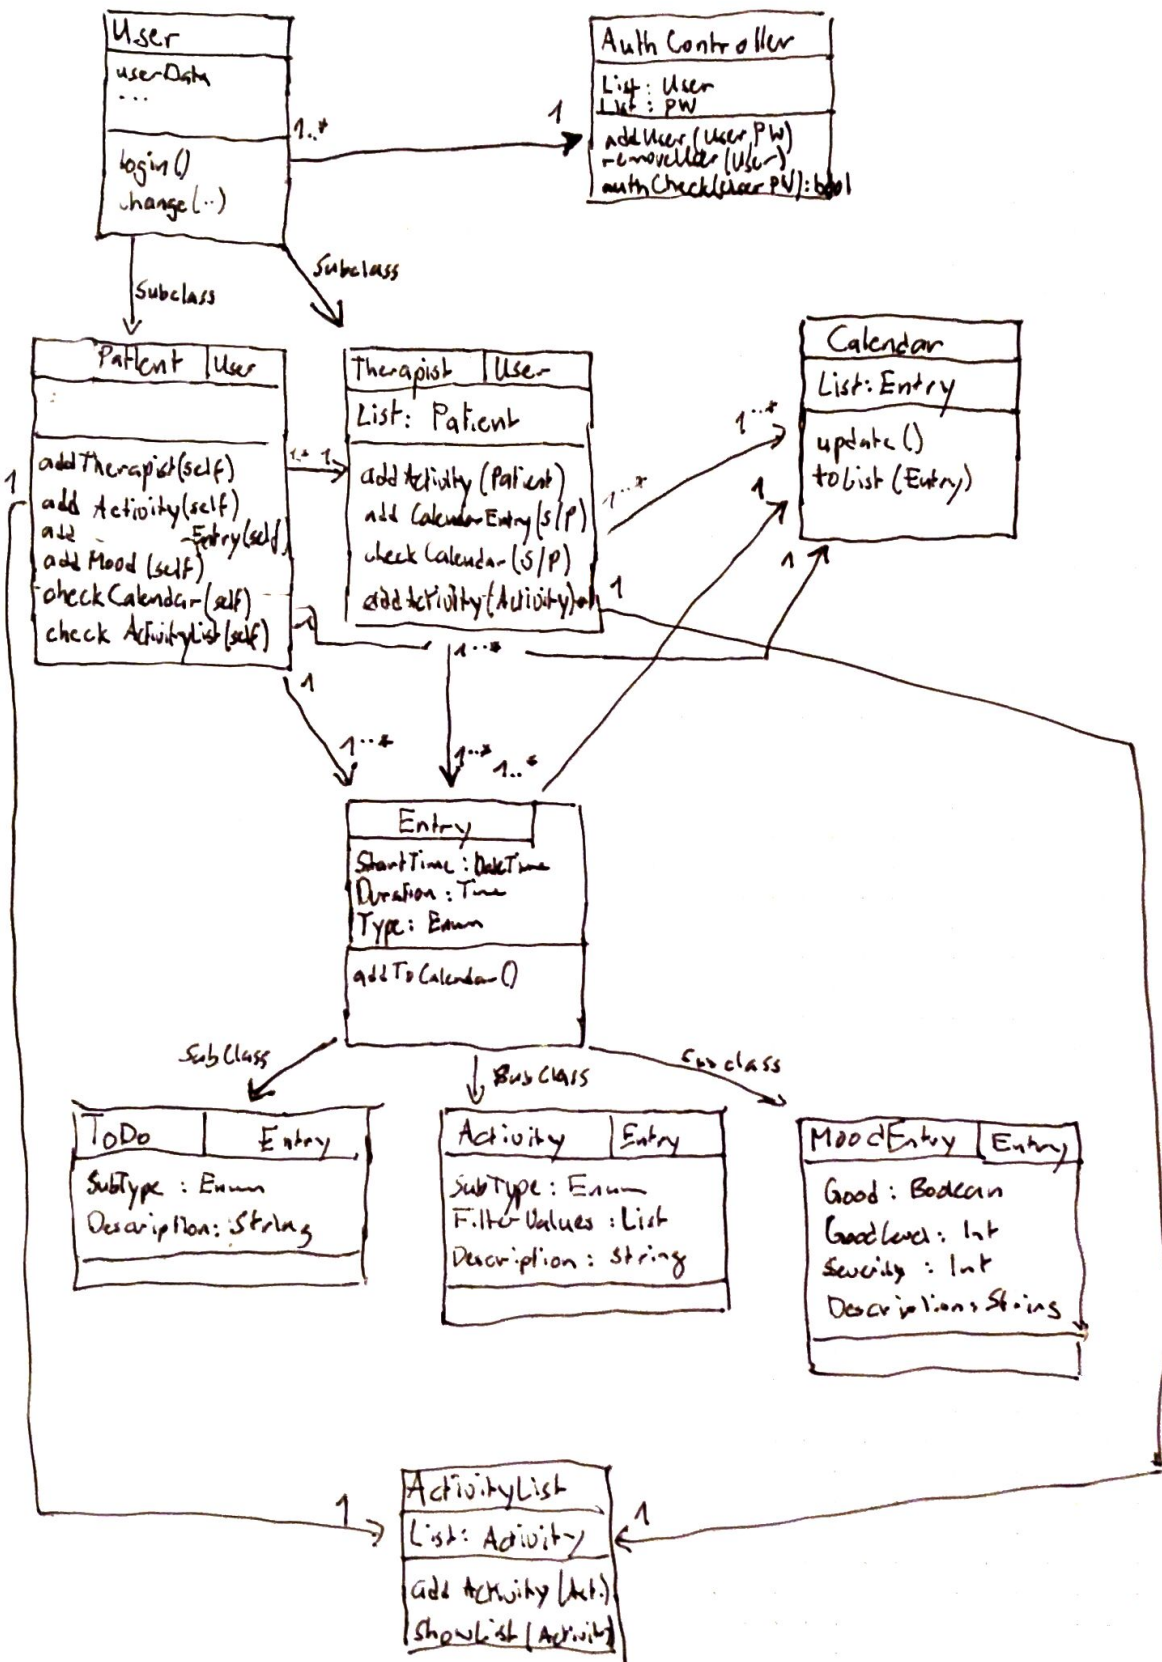 User
userData
...
login()
change(..)
1..*
1
Auth Controller
List: User
List: PW
addUser(User, PW)
removeUser(User)
authCheck(User PW): bool
Subclass
Subclass
Patient | User
:
addTherapist(self)
add Activity(self)
add Entry(self)
add Mood (self)
checkCalendar(self)
check ActivityList(self)
1
1..*
1..
Therapist | User
List: Patient
addActivity (Patient)
add CalendarEntry(S/P)
checkCalendar(S/P)
addActivity(Activity)
Calendar
List: Entry
update()
toList(Entry)
1..*
1..*
1
1
1
1
1..*
1
1..*
1..*
1..*
Entry
StartTime: DateTime
Duration: Time
Type: Enum
addToCalendar()
SubClass
SubClass
Subclass
ToDo | Entry
SubType: Enum
Description: String
Activity | Entry
SubType: Enum
FilterValues: List
Description: String
MoodEntry | Entry
Good: Boolean
GoodLevel: Int
Severity: Int
Description: String
1
1
ActivityList
List: Activity
add Activity (Act.)
ShowList (Activity)